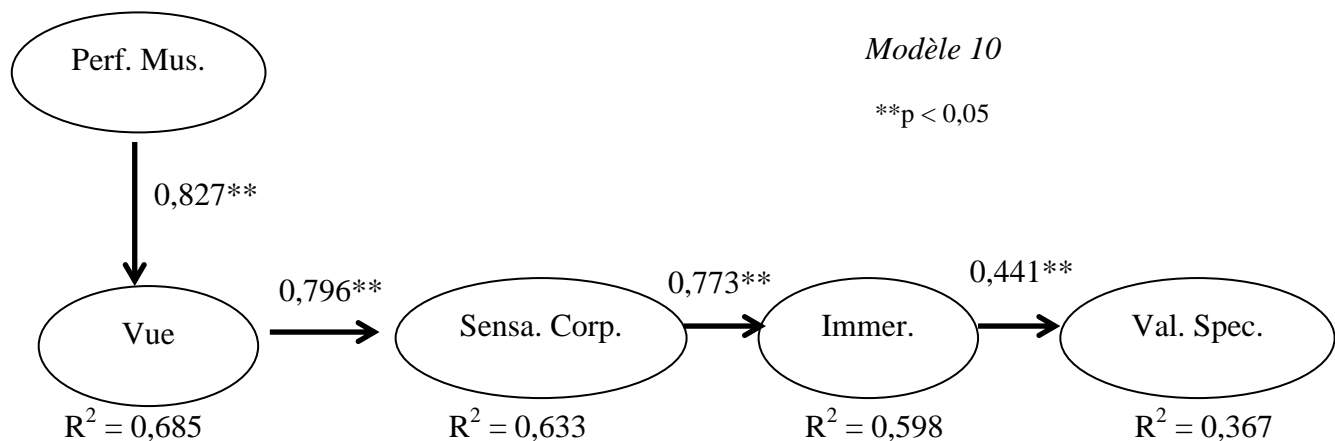 Perf. Mus.
Modèle 10
**p < 0,05
0,827**
0,796**
0,773**
0,441**
Vue
Sensa. Corp.
Immer.
Val. Spec.
R² = 0,685
R² = 0,633
R² = 0,598
R² = 0,367